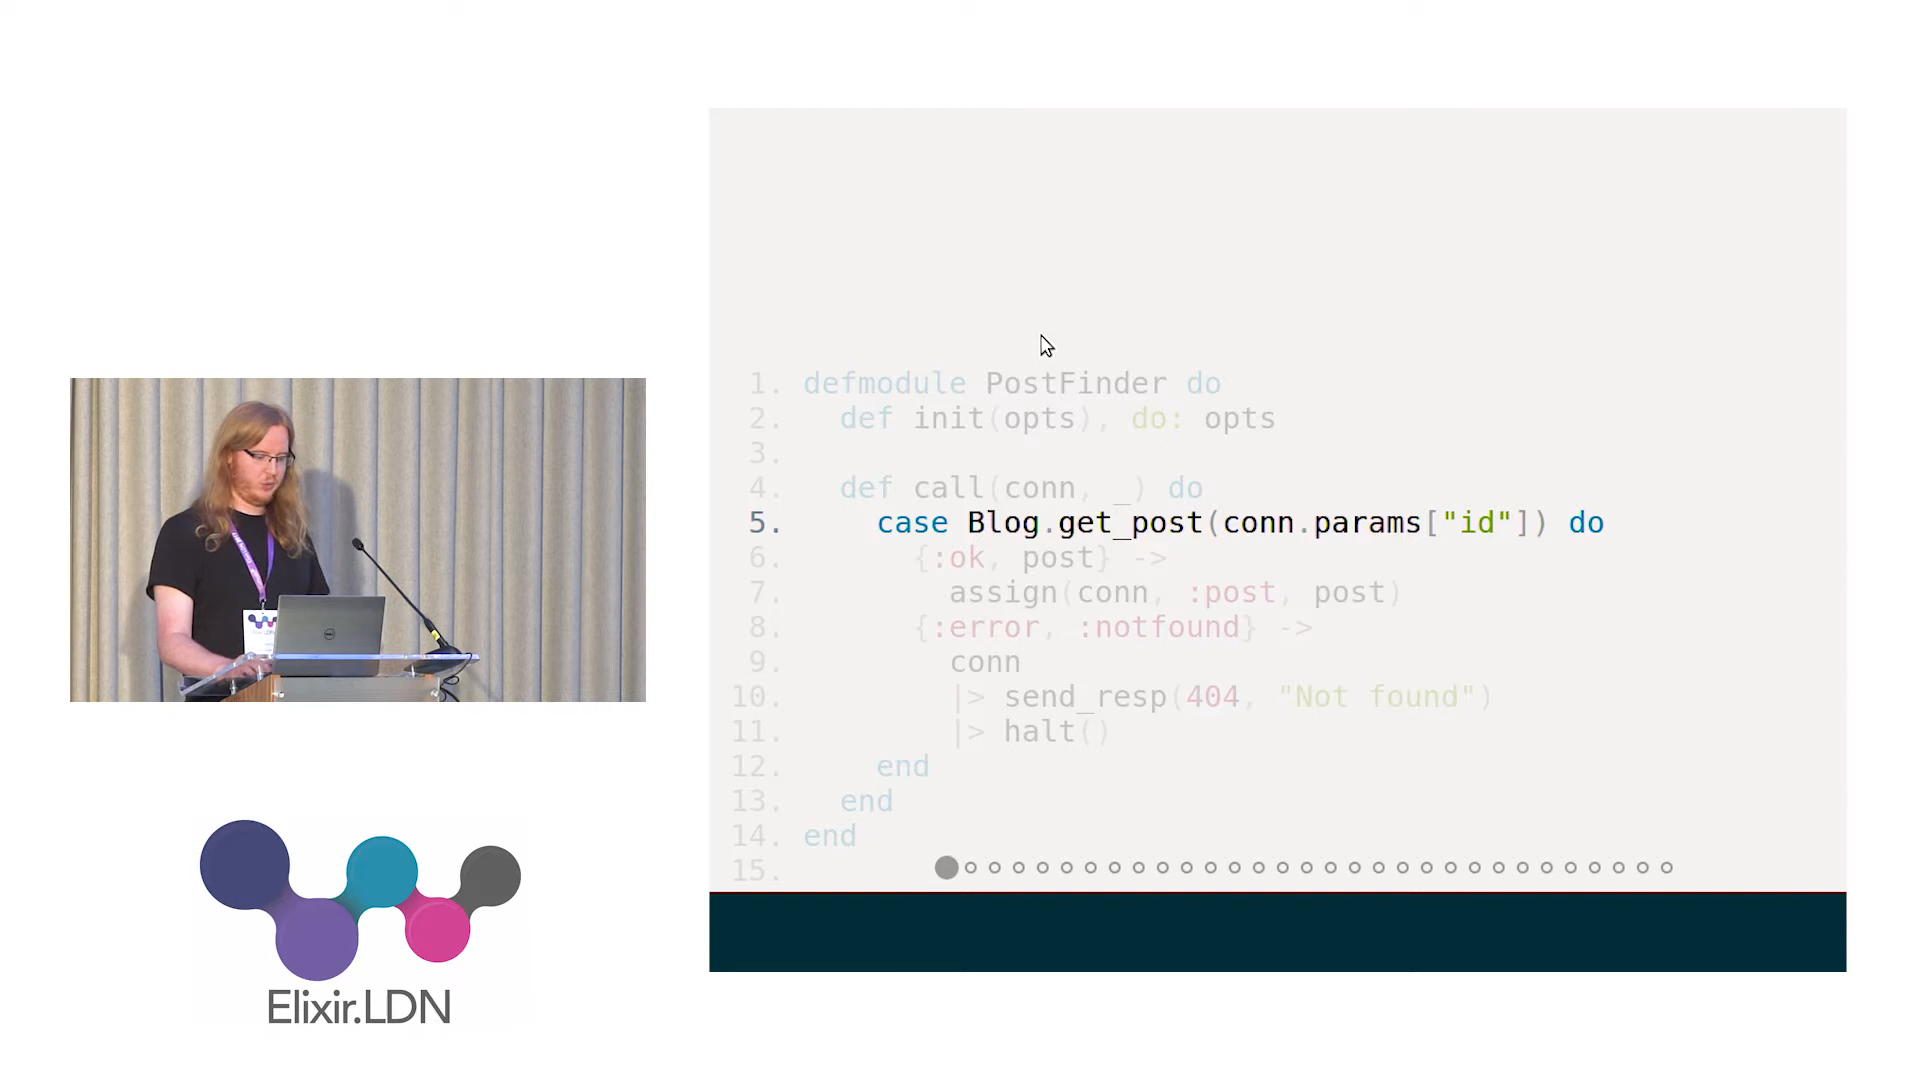 1. defmodule PostFinder do
2.   def init(opts), do: opts
3.
4.   def call(conn, _) do
5.     case Blog.get_post(conn.params["id"]) do
6.       {:ok, post} ->
7.         assign(conn, :post, post)
8.       {:error, :notfound} ->
9.         conn
10.         |> send_resp(404, "Not found")
11.         |> halt()
12.     end
13.   end
14. end
15.
Elixir.LDN